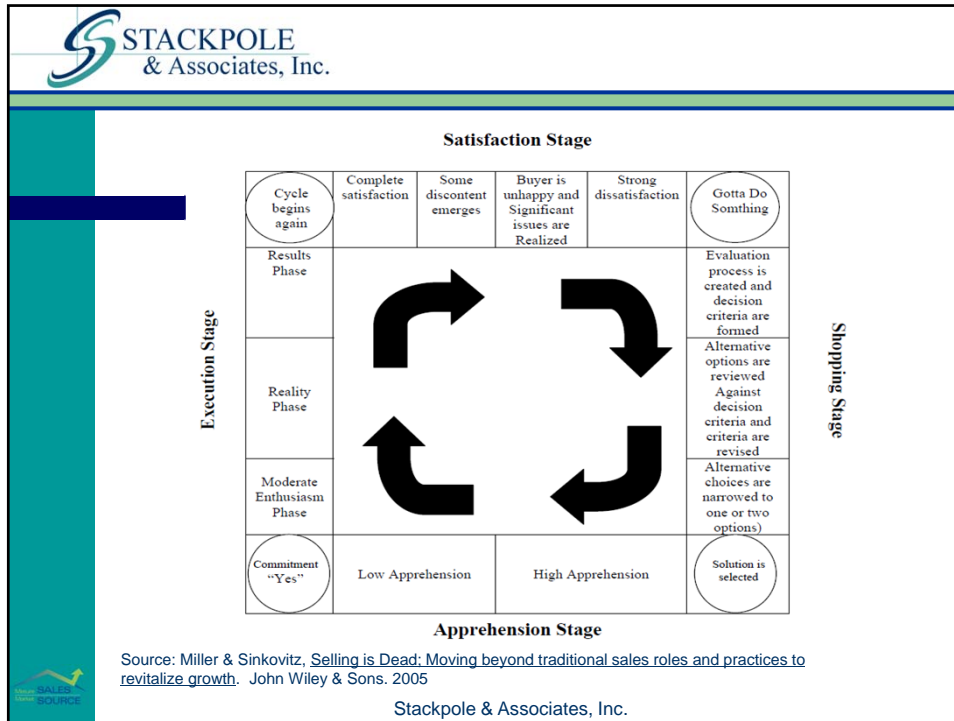 STACKPOLE
& Associates, Inc.
Satisfaction Stage
Cycle
begins
again
Complete
satisfaction
Some
discontent
emerges
Buyer is
unhappy and
Significant
issues are
Realized
Strong
dissatisfaction
Gotta Do
Somthing
Results
Phase
Evaluation
process is
created and
decision
criteria are
formed
Execution Stage
Shopping Stage
Reality
Phase
Alternative
options are
reviewed
Against
decision
criteria and
criteria are
revised
Moderate
Enthusiasm
Phase
Alternative
choices are
narrowed to
one or two
options)
Commitment
“Yes”
Low Apprehension
High Apprehension
Solution is
selected
Apprehension Stage
Source: Miller & Sinkovitz, Selling is Dead; Moving beyond traditional sales roles and practices to
revitalize growth. John Wiley & Sons. 2005
SALES
SOURCE
Stackpole & Associates, Inc.